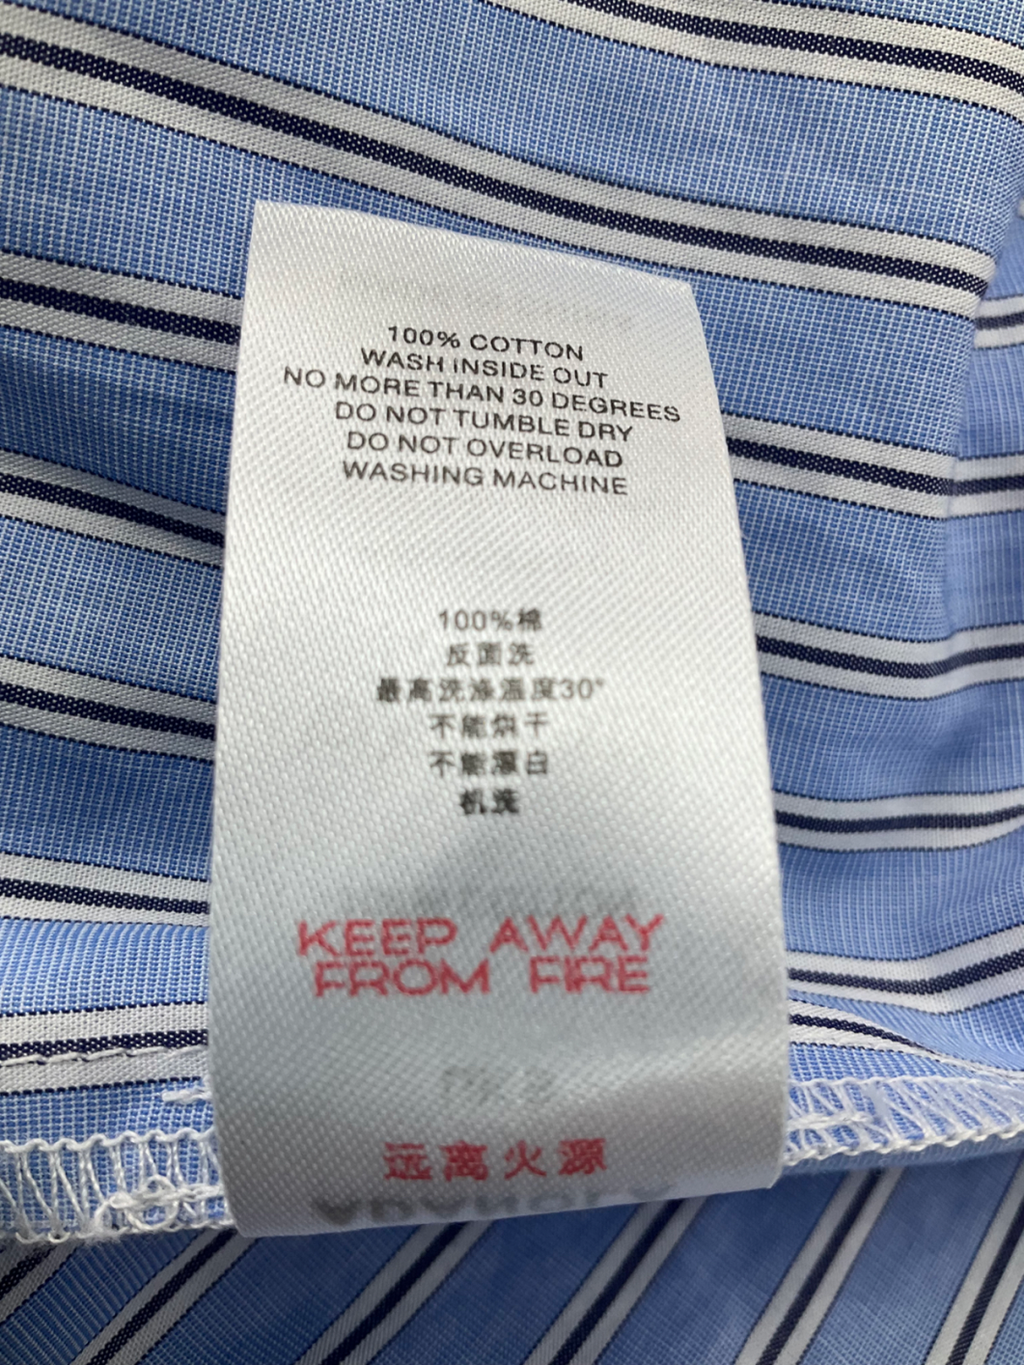 100% COTTON
WASH INSIDE OUT
NO MORE THAN 30 DEGREES
DO NOT TUMBLE DRY
DO NOT OVERLOAD
WASHING MACHINE
100%棉
反面洗
最高洗涤温度30°
不能烘干
不能漂白
机洗
KEEP AWAY
FROM FIRE
远离火源